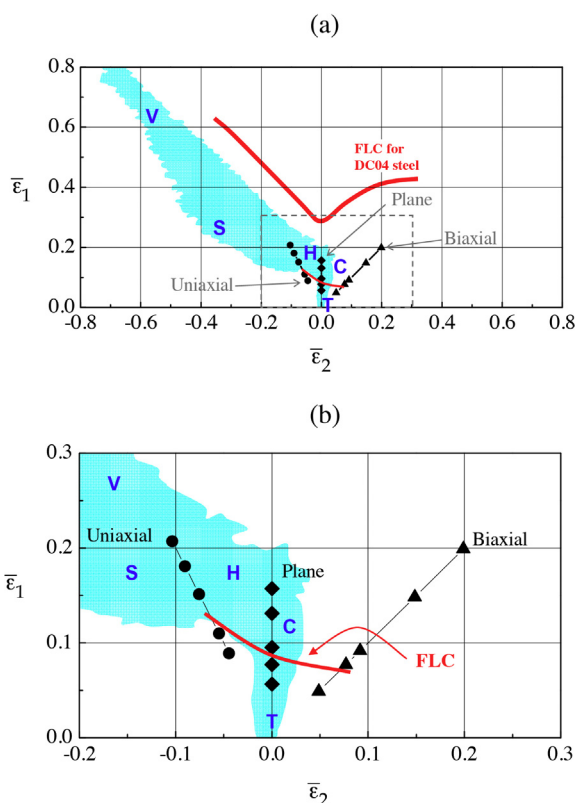 (a)
0.8
0.6
0.4
0.2
0.0
ε̅1
V
S
H
C
T
FLC for
DC04 steel
Plane
Biaxial
Uniaxial
-0.8 -0.6 -0.4 -0.2 0.0 0.2 0.4 0.6 0.8
ε̅2
(b)
0.3
0.2
0.1
0.0
ε̅1
V
Uniaxial
Biaxial
S
H
Plane
C
FLC
T
-0.2 -0.1 0.0 0.1 0.2 0.3
ε̅2